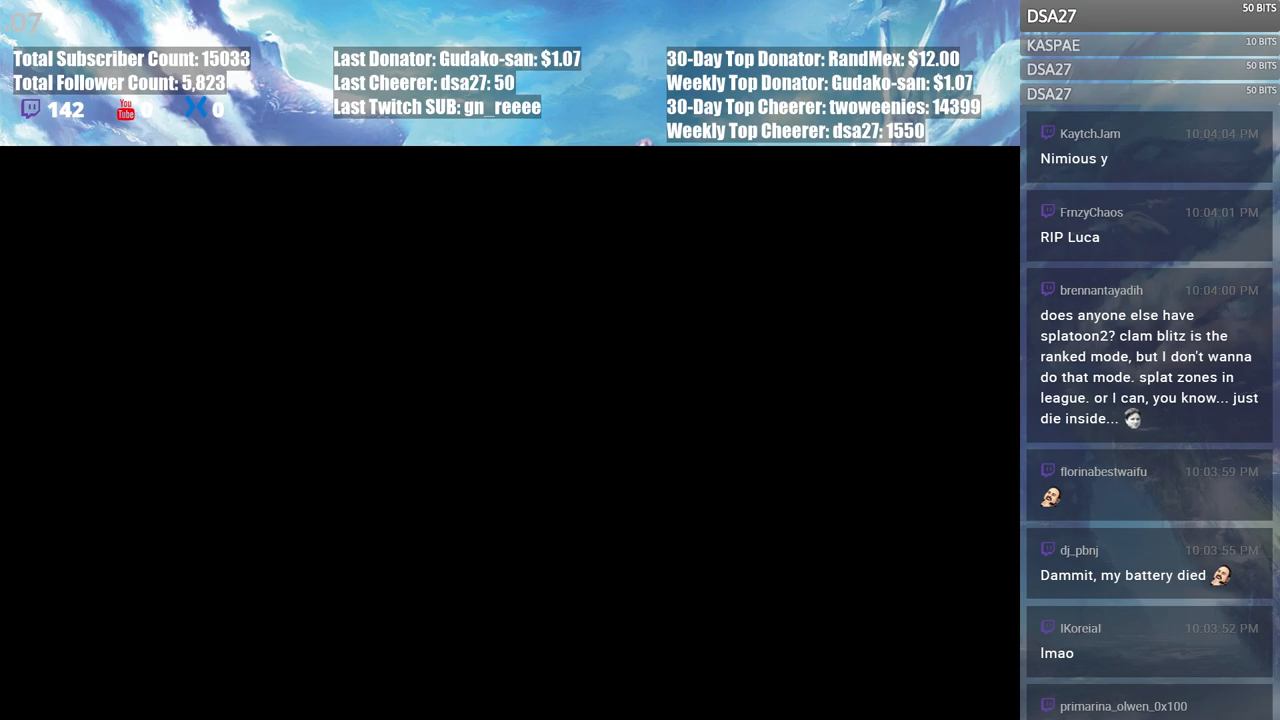 .07
Total Subscriber Count: 15033
Total Follower Count: 5,823
142
You
Tube
0
0
Last Donator: Gudako-san: $1.07
Last Cheerer: dsa27: 50
Last Twitch SUB: gn_reeee
30-Day Top Donator: RandMex: $12.00
Weekly Top Donator: Gudako-san: $1.07
30-Day Top Cheerer: twoweenies: 14399
Weekly Top Cheerer: dsa27: 1550
DSA27 50 BITS
KASPAE 10 BITS
DSA27 50 BITS
DSA27 50 BITS
KaytchJam 10:04:04 PM
Nimious y
FrnzyChaos 10:04:01 PM
RIP Luca
brennantayadih 10:04:00 PM
does anyone else have
splatoon2? clam blitz is the
ranked mode, but I don't wanna
do that mode. splat zones in
league. or I can, you know... just
die inside...
florinabestwaifu 10:03:59 PM
dj_pbnj 10:03:55 PM
Dammit, my battery died
10:03:52 PM
lmao
primarina_olwen_0x100